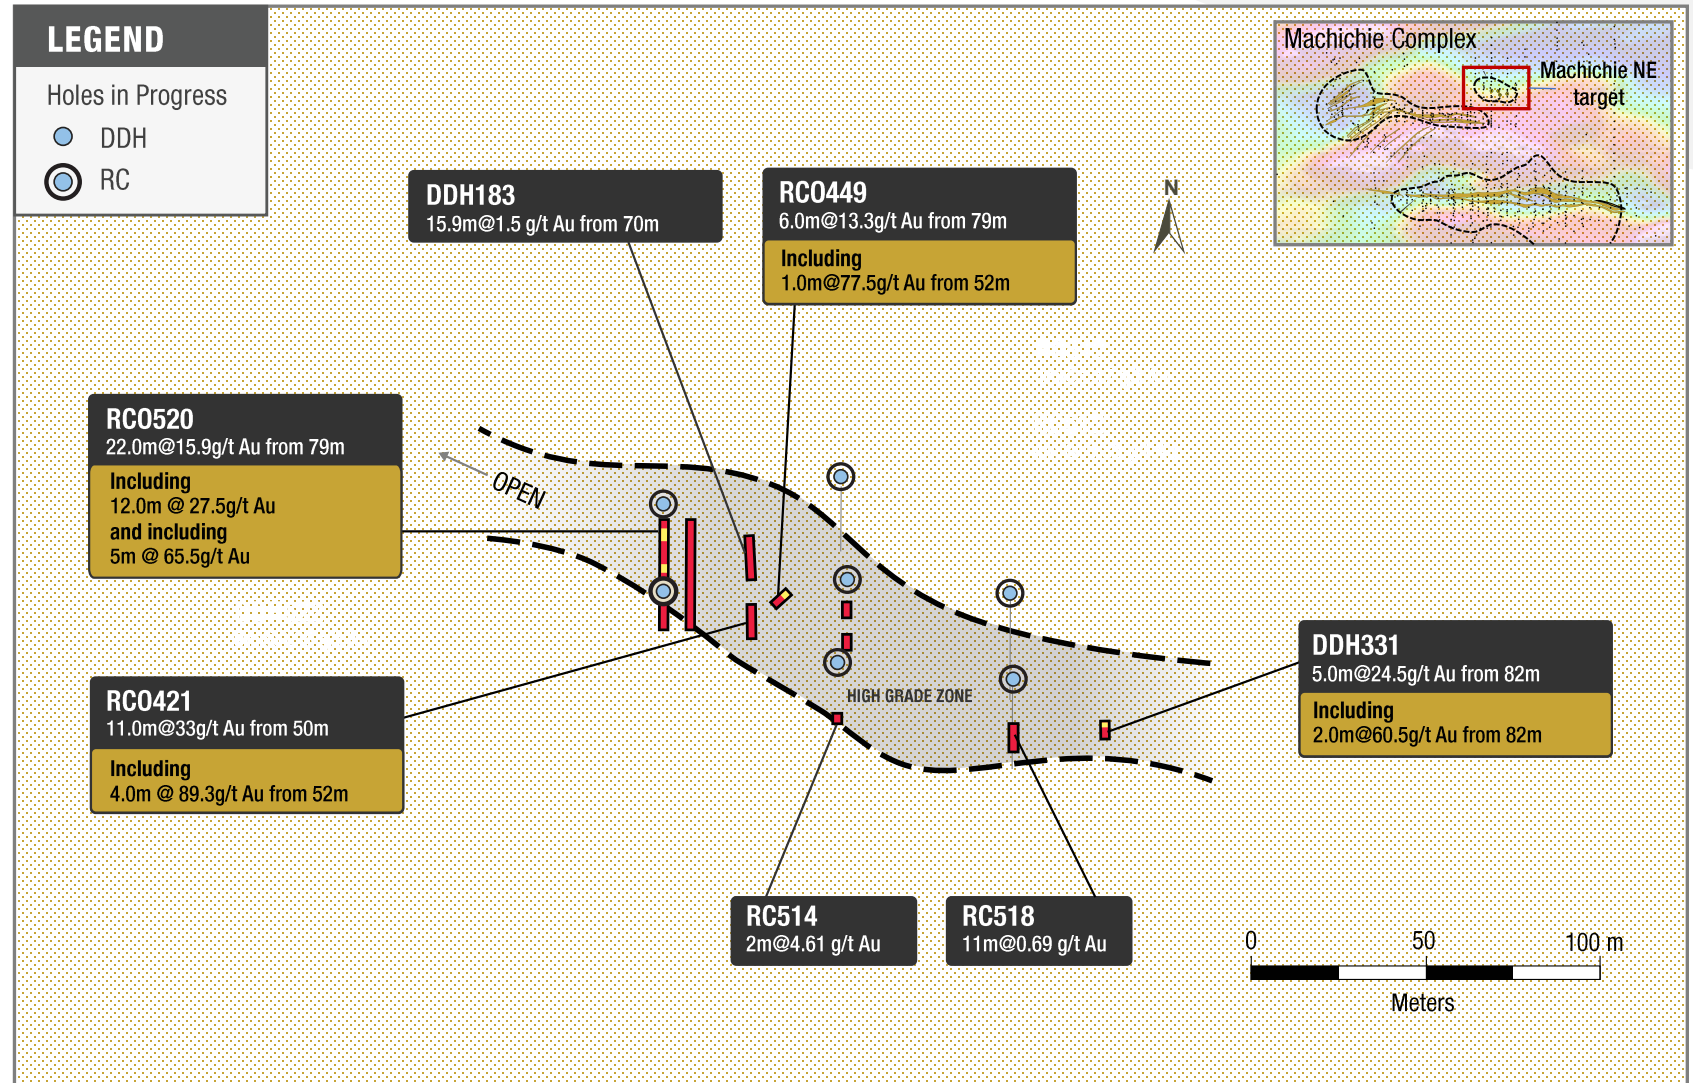 LEGEND
Holes in Progress
DDH
RC
Machichie Complex
Machichie NE
target
N
DDH183
15.9m@1.5 g/t Au from 70m
RC0449
6.0m@13.3g/t Au from 79m
Including
1.0m@77.5g/t Au from 52m
RC0520
22.0m@15.9g/t Au from 79m
Including
12.0m @ 27.5g/t Au
and including
5m @ 65.5g/t Au
OPEN
HIGH GRADE ZONE
RC0421
11.0m@33g/t Au from 50m
Including
4.0m @ 89.3g/t Au from 52m
DDH331
5.0m@24.5g/t Au from 82m
Including
2.0m@60.5g/t Au from 82m
RC514
2m@4.61 g/t Au
RC518
11m@0.69 g/t Au
0 50 100 m
Meters